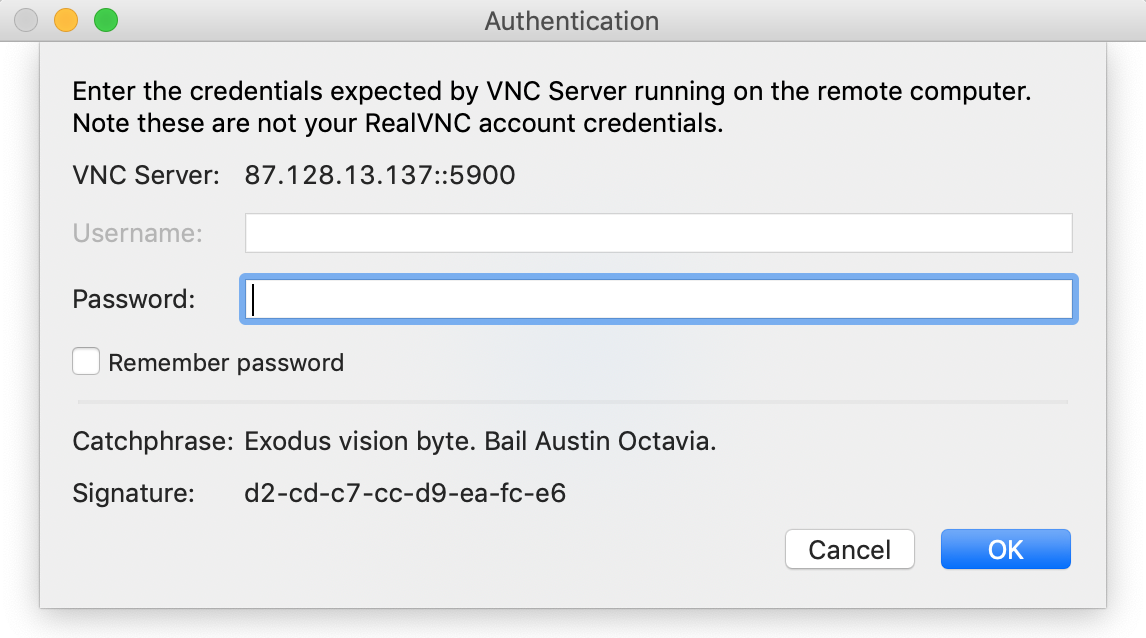 Authentication
Enter the credentials expected by VNC Server running on the remote computer.
Note these are not your RealVNC account credentials.
VNC Server: 87.128.13.137::5900
Username:
Password:
Remember password
Catchphrase: Exodus vision byte. Bail Austin Octavia.
Signature: d2-cd-c7-cc-d9-ea-fc-e6
Cancel OK